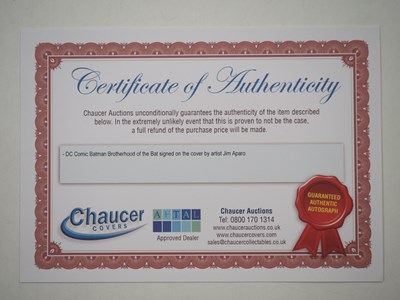 Certificate of Authenticity
Chaucer Auctions unconditionally guarantees the authenticity of the item described
below. In the extremely unlikely event that this is proven to not be the case,
a full refund of the purchase price will be made.
- DC Comic Batman Brotherhood of the Bat signed on the cover by artist Jim Aparo.
Chaucer
COVERS
AFTAL
Approved Dealer
Chaucer Auctions
Tel: 0800 170 1314
www.chaucerauctions.co.uk
www.chaucercovers.com
sales@chaucercollectables.co.uk
GUARANTEED
AUTHENTIC
AUTOGRAPH